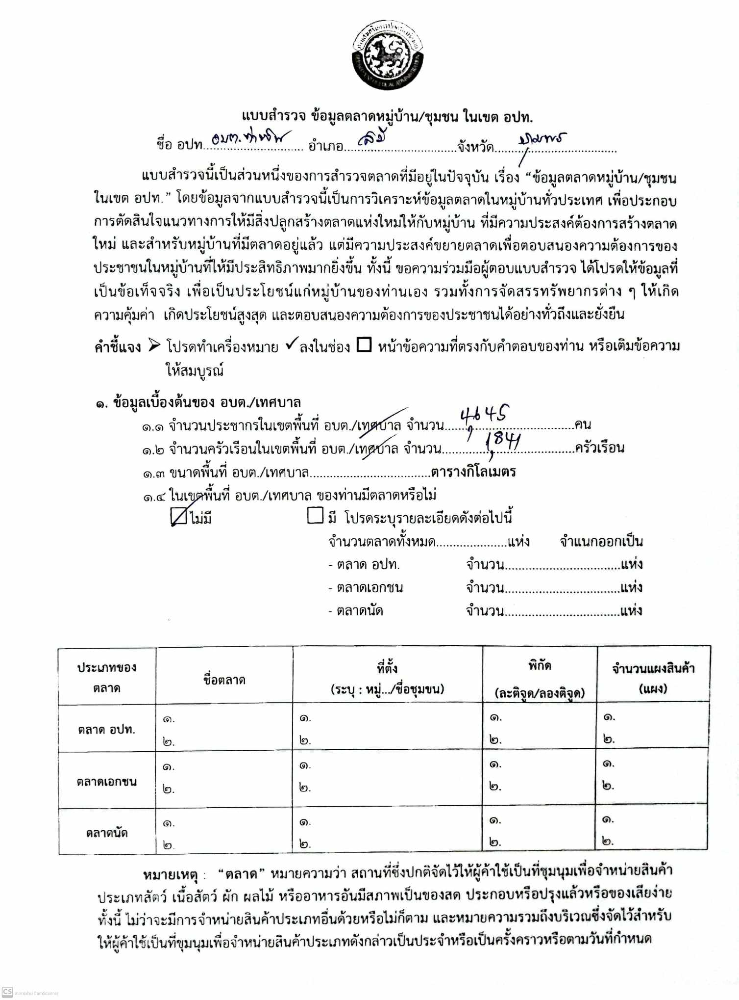 แบบสำรวจ ข้อมูลตลาดหมู่บ้าน/ชุมชน ในเขต อปท.
ชื่อ อปท. อบต.ท่าหิน อำเภอ สวี จังหวัด ชุมพร
แบบสำรวจนี้เป็นส่วนหนึ่งของการสำรวจตลาดที่มีอยู่ในปัจจุบัน เรื่อง “ข้อมูลตลาดหมู่บ้าน/ชุมชน
ในเขต อปท.” โดยข้อมูลจากแบบสำรวจนี้เป็นการวิเคราะห์ข้อมูลตลาดในหมู่บ้านทั่วประเทศ เพื่อประกอบ
การตัดสินใจแนวทางการให้มีสิ่งปลูกสร้างตลาดแห่งใหม่ให้กับหมู่บ้าน ที่มีความประสงค์ต้องการสร้างตลาด
ใหม่ และสำหรับหมู่บ้านที่มีตลาดอยู่แล้ว แต่มีความประสงค์ขยายตลาดเพื่อตอบสนองความต้องการของ
ประชาชนในหมู่บ้านที่ให้มีประสิทธิภาพมากยิ่งขึ้น ทั้งนี้ ขอความร่วมมือผู้ตอบแบบสำรวจ ได้โปรดให้ข้อมูลที่
เป็นข้อเท็จจริง เพื่อเป็นประโยชน์แก่หมู่บ้านของท่านเอง รวมทั้งการจัดสรรทรัพยากรต่าง ๆ ให้เกิด
ความคุ้มค่า เกิดประโยชน์สูงสุด และตอบสนองความต้องการของประชาชนได้อย่างทั่วถึงและยั่งยืน
คำชี้แจง ➢ โปรดทำเครื่องหมาย ✓ ลงในช่อง ☐ หน้าข้อความที่ตรงกับคำตอบของท่าน หรือเติมข้อความ
ให้สมบูรณ์
๑. ข้อมูลเบื้องต้นของ อบต./เทศบาล
๑.๑ จำนวนประชากรในเขตพื้นที่ อบต./เทศบาล จำนวน 4,645 คน
๑.๒ จำนวนครัวเรือนในเขตพื้นที่ อบต./เทศบาล จำนวน 1,841 ครัวเรือน
๑.๓ ขนาดพื้นที่ อบต./เทศบาล....................................ตารางกิโลเมตร
๑.๔ ในเขตพื้นที่ อบต./เทศบาล ของท่านมีตลาดหรือไม่
☑ ไม่มี ☐ มี โปรดระบุรายละเอียดดังต่อไปนี้
จำนวนตลาดทั้งหมด.....................แห่ง จำแนกออกเป็น
- ตลาด อปท. จำนวน..................................แห่ง
- ตลาดเอกชน จำนวน..................................แห่ง
- ตลาดนัด จำนวน..................................แห่ง
ประเภทของ ชื่อตลาด ที่ตั้ง พิกัด จำนวนแผงสินค้า
ตลาด (ระบุ : หมู่.../ชื่อชุมขน) (ละติจูด/ลองติจูด) (แผง)
ตลาด อปท. ๑. ๑. ๑. ๑.
๒. ๒. ๒. ๒.
ตลาดเอกชน ๑. ๑. ๑. ๑.
๒. ๒. ๒. ๒.
ตลาดนัด ๑. ๑. ๑. ๑.
๒. ๒. ๒. ๒.
หมายเหตุ : “ตลาด” หมายความว่า สถานที่ซึ่งปกติจัดไว้ให้ผู้ค้าใช้เป็นที่ชุมนุมเพื่อจำหน่ายสินค้า
ประเภทสัตว์ เนื้อสัตว์ ผัก ผลไม้ หรืออาหารอันมีสภาพเป็นของสด ประกอบหรือปรุงแล้วหรือของเสียง่าย
ทั้งนี้ ไม่ว่าจะมีการจำหน่ายสินค้าประเภทอื่นด้วยหรือไม่ก็ตาม และหมายความรวมถึงบริเวณซึ่งจัดไว้สำหรับ
ให้ผู้ค้าใช้เป็นที่ขุมนุมเพื่อจำหน่ายสินค้าประเภทดังกล่าวเป็นประจำหรือเป็นครั้งคราวหรือตามวันที่กำหนด
CS สแกนด้วย CamScanner